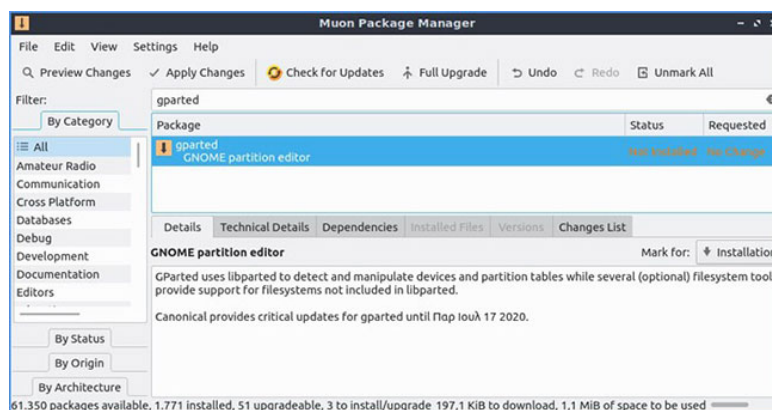 Muon Package Manager
File Edit View Settings Help
Preview Changes Apply Changes Check for Updates Full Upgrade Undo Redo Unmark All
Filter:
gparted
By Category
Package Status Requested
All
gparted Not Installed No Change
GNOME partition editor
Amateur Radio
Communication
Cross Platform
Databases
Debug
Development
Documentation
Editors
Details Technical Details Dependencies Installed Files Versions Changes List
GNOME partition editor Mark for: Installation
GParted uses libparted to detect and manipulate devices and partition tables while several (optional) filesystem tool
provide support for filesystems not included in libparted.
Canonical provides critical updates for gparted until Παρ Ιουλ 17 2020.
By Status
By Origin
By Architecture
61.350 packages available, 1.771 installed, 51 upgradeable, 3 to install/upgrade 197,1 KiB to download, 1,1 MiB of space to be used